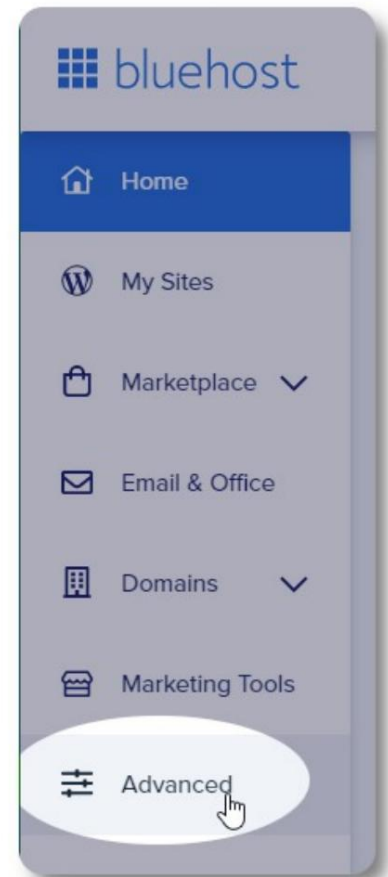 bluehost
Home
My Sites
Marketplace
Email & Office
Domains
Marketing Tools
Advanced